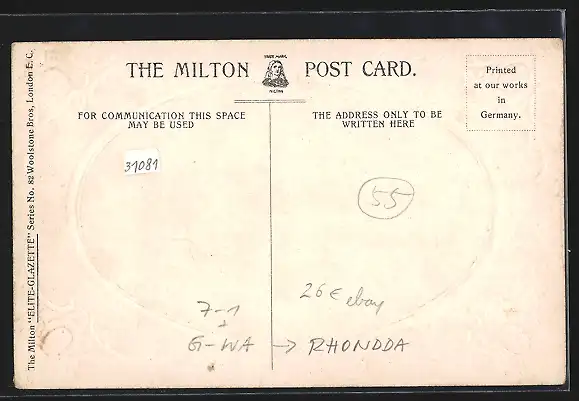 THE MILTON POST CARD.
TRADE MARK
MILTON
Printed
at our works
in
Germany.
FOR COMMUNICATION THIS SPACE
MAY BE USED
THE ADDRESS ONLY TO BE
WRITTEN HERE
The Milton "ELITE-GLAZETTE" Series No. 82 Woolstone Bros, London E.C.
31081
55
26€ ebay
7-1
G-WA → RHONDDA